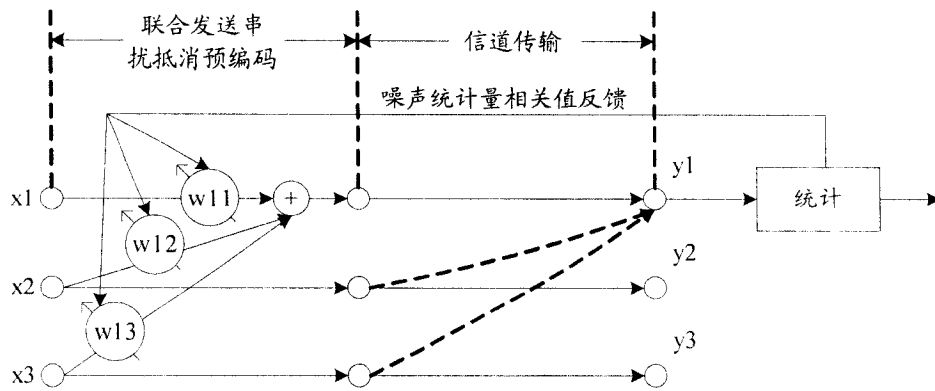 联合发送串
扰抵消预编码
信道传输
噪声统计量相关值反馈
y1
x1
w11
+
统计
w12
y2
x2
w13
y3
x3